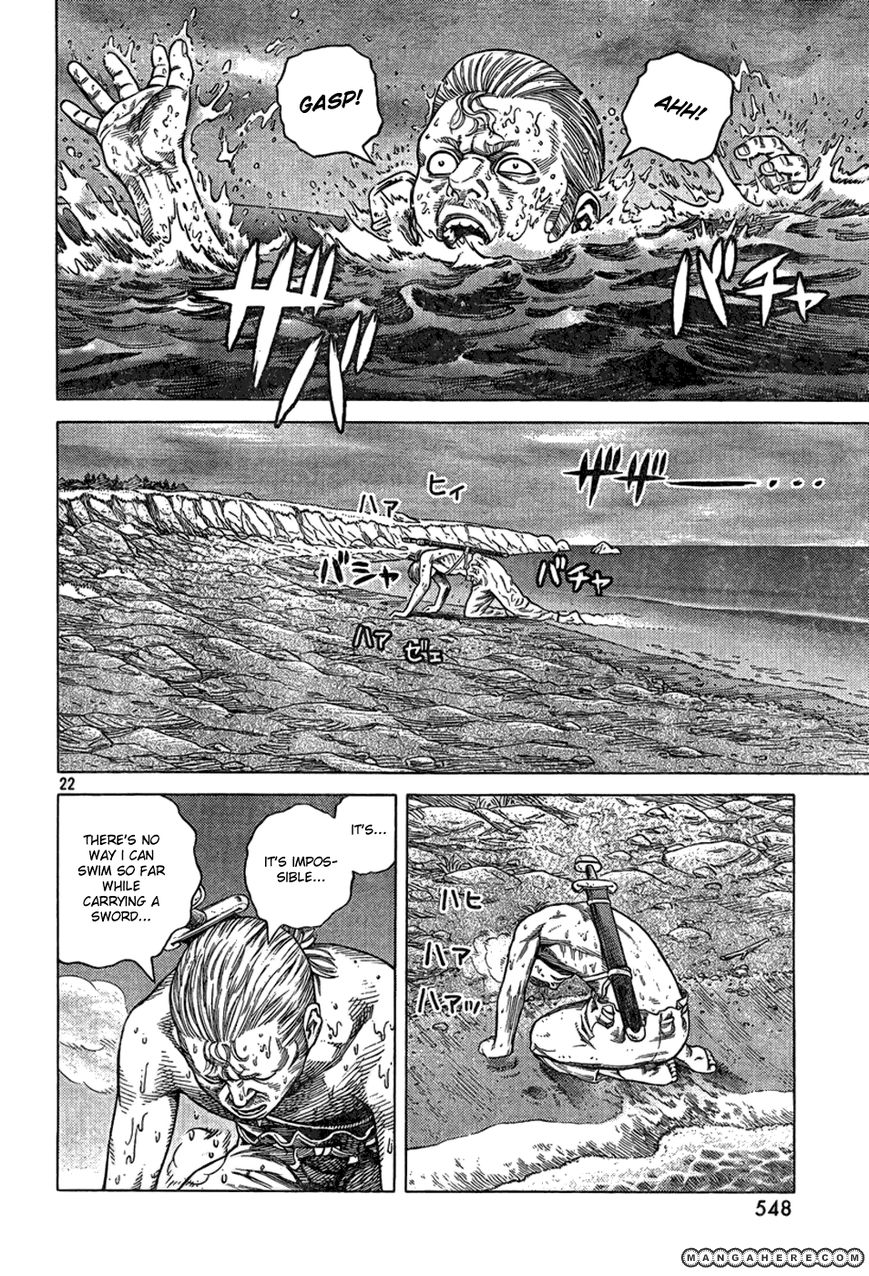 AHH!
GASP!
バチャ
ザババ
ザザ ・・・
ヒィ
ハァ
バシャ
バチャ
ハァ
ゼェ
22
ハヒ
ハァ
ハァッ
IT'S...
IT'S IMPOS-
SIBLE...
THERE'S NO
WAY I CAN
SWIM SO FAR
WHILE
CARRYING A
SWORD...
548
MANGAHERE.COM